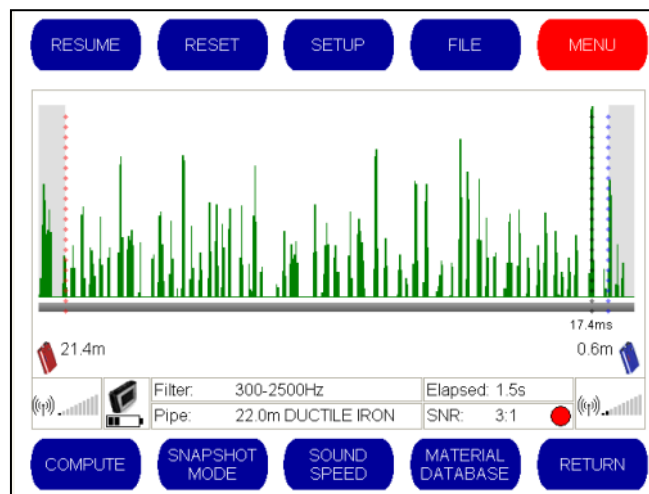 RESUME RESET SETUP FILE MENU
17.4ms
21.4m 0.6m
Filter: 300-2500Hz Elapsed: 1.5s
Pipe: 22.0m DUCTILE IRON SNR: 3:1
COMPUTE SNAPSHOT MODE SOUND SPEED MATERIAL DATABASE RETURN